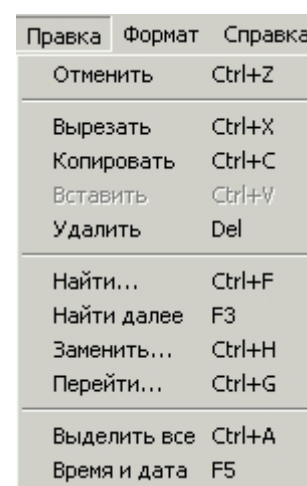 Правка Формат Справка
Отменить Ctrl+Z
Вырезать Ctrl+X
Копировать Ctrl+C
Вставить Ctrl+V
Удалить Del
Найти... Ctrl+F
Найти далее F3
Заменить... Ctrl+H
Перейти... Ctrl+G
Выделить все Ctrl+A
Время и дата F5